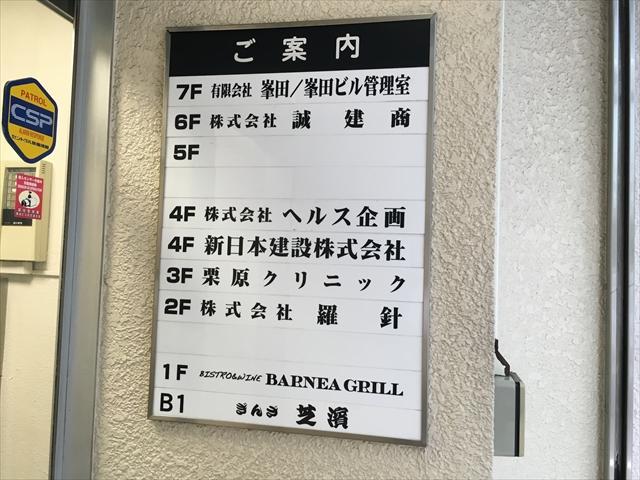 ご案内
7F 有限会社 峯田／峯田ビル管理室
6F 株式会社 誠建商
5F
4F 株式会社 ヘルス企画
4F 新日本建設株式会社
3F 栗原クリニック
2F 株式会社 羅針
1F BISTRO&WINE BARNEA GRILL
B1 ぎんざ 芝濱
PATROL
CSP